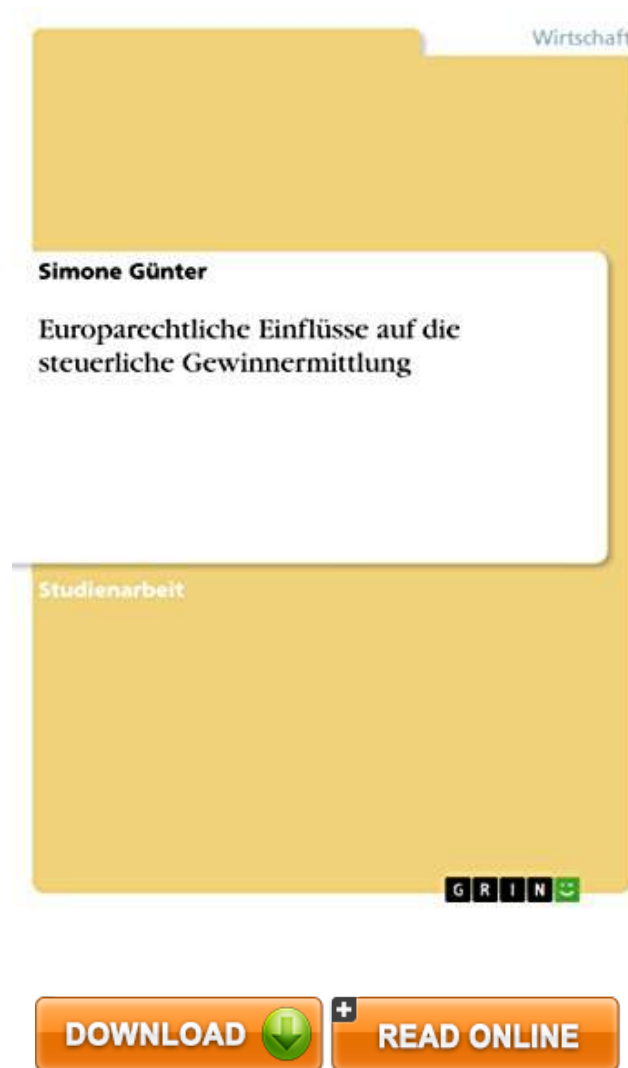 Wirtschaft
Simone Günter
Europarechtliche Einflüsse auf die
steuerliche Gewinnermittlung
Studienarbeit
GRIN
DOWNLOAD
READ ONLINE